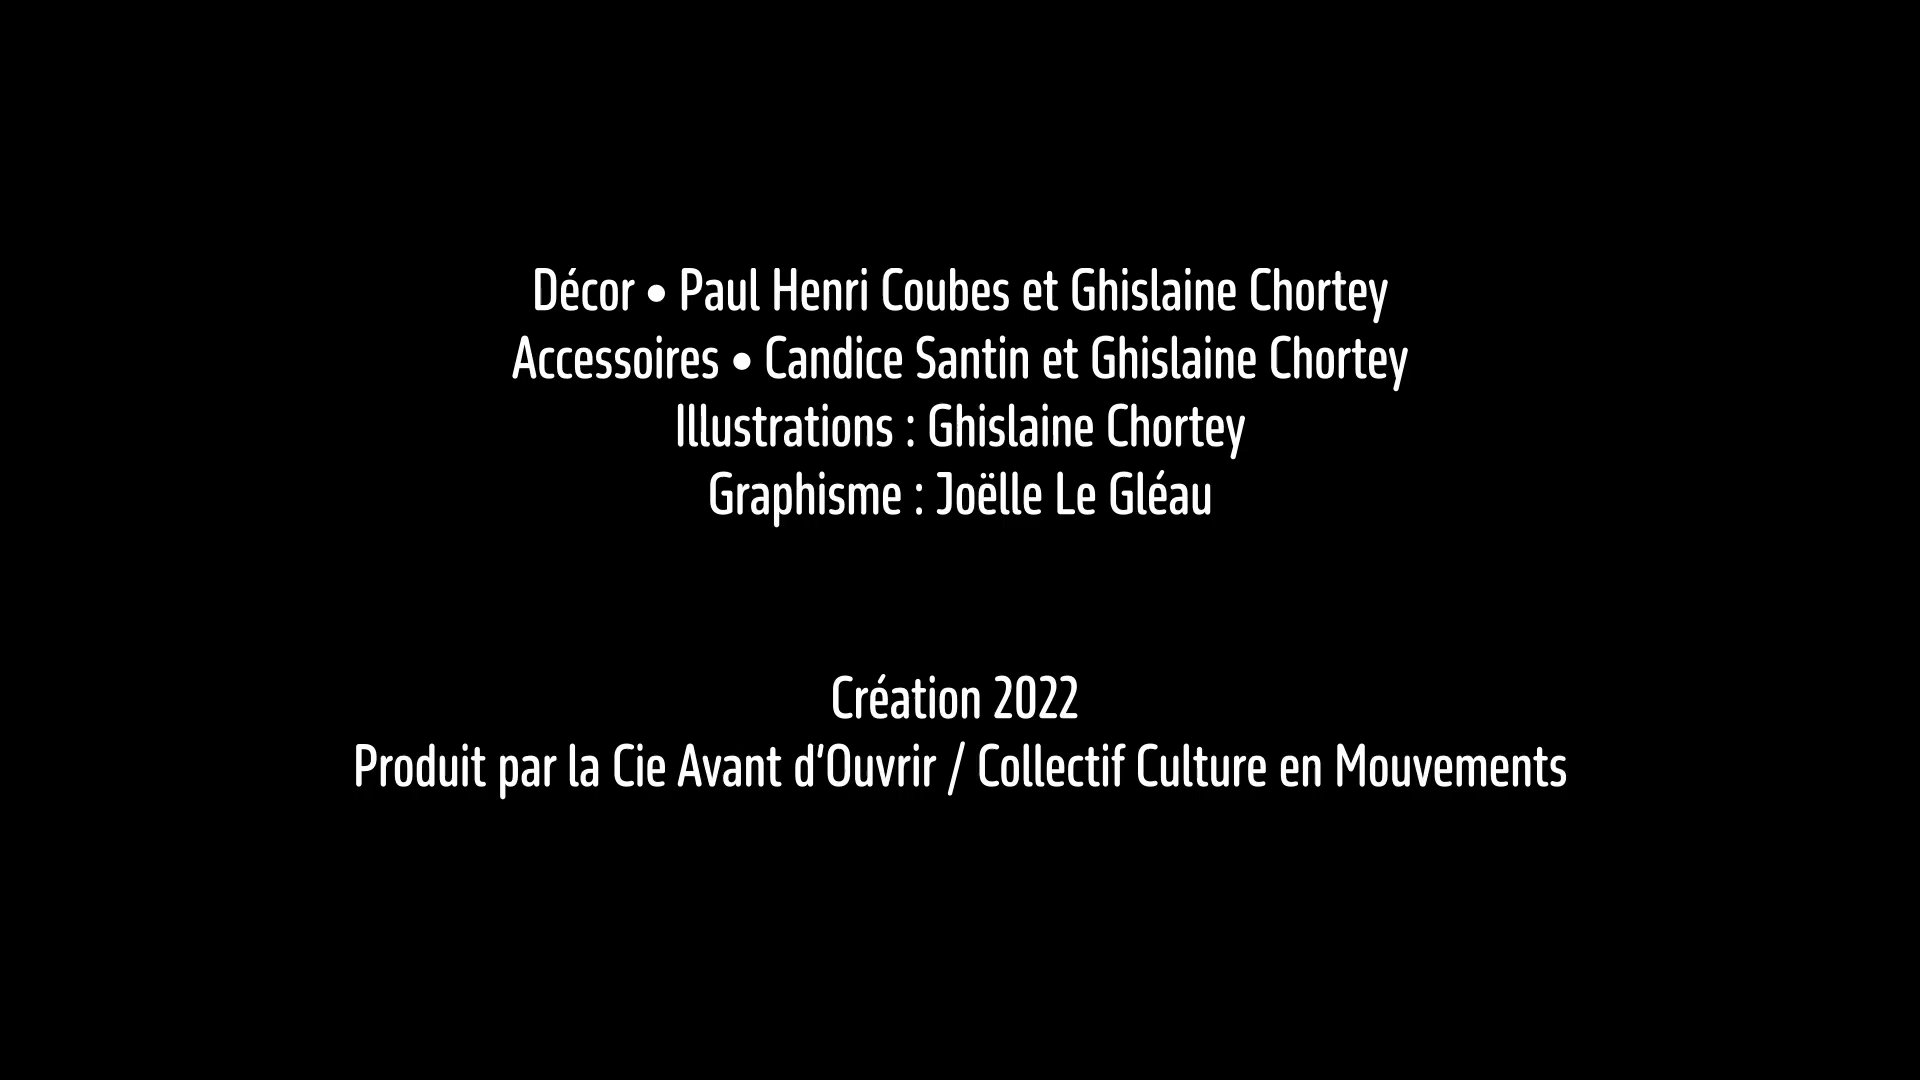 Décor • Paul Henri Coubes et Ghislaine Chortey
Accessoires • Candice Santin et Ghislaine Chortey
Illustrations : Ghislaine Chortey
Graphisme : Joëlle Le Gléau
Création 2022
Produit par la Cie Avant d'Ouvrir / Collectif Culture en Mouvements